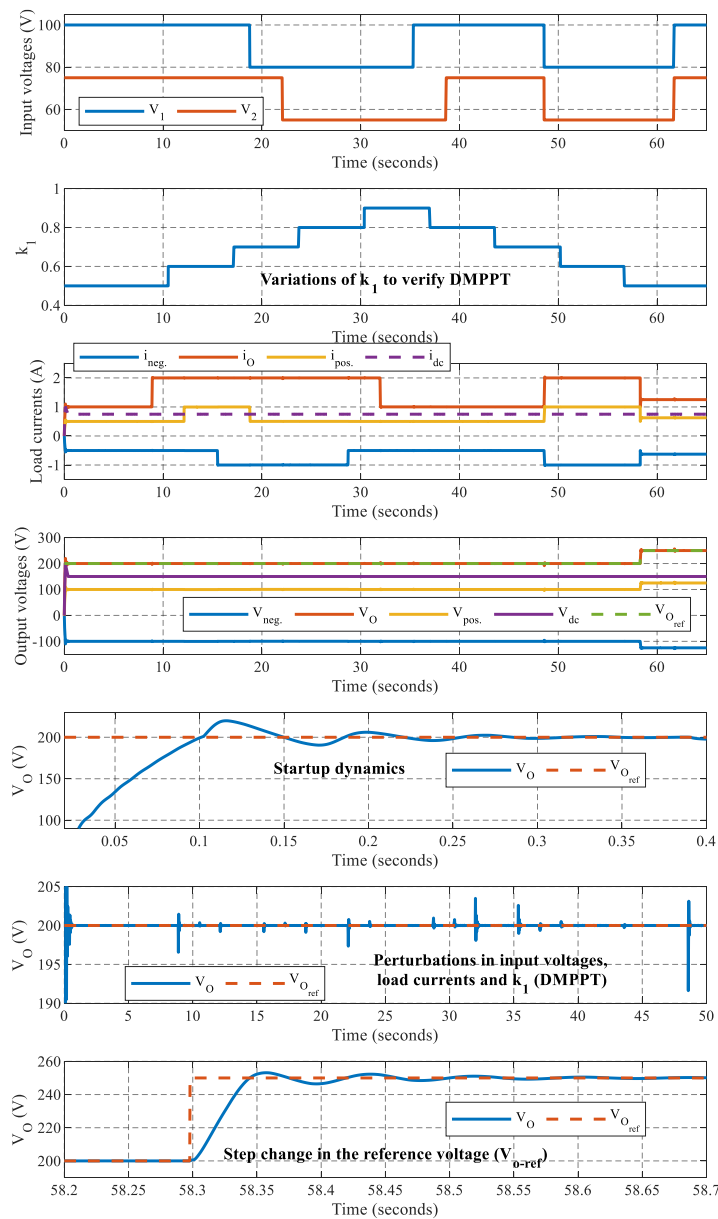 Input voltages (V)
100
80
60
V1 V2
0 10 20 30 40 50 60
Time (seconds)
k1
1
0.8
0.6
0.4
Variations of k1 to verify DMPPT
0 10 20 30 40 50 60
Time (seconds)
ineg. iO ipos. idc
Load currents (A)
2
1
0
-1
0 10 20 30 40 50 60
Time (seconds)
Output voltages (V)
300
200
100
0
-100
Vneg. VO Vpos. Vdc VOref
0 10 20 30 40 50 60
Time (seconds)
VO (V)
200
150
100
Startup dynamics
VO VOref
0.05 0.1 0.15 0.2 0.25 0.3 0.35 0.4
Time (seconds)
VO (V)
205
200
195
190
Perturbations in input voltages,
load currents and k1 (DMPPT)
VO VOref
0 5 10 15 20 25 30 35 40 45 50
Time (seconds)
VO (V)
260
240
220
200
VO VOref
Step change in the reference voltage (Vo-ref)
58.2 58.25 58.3 58.35 58.4 58.45 58.5 58.55 58.6 58.65 58.7
Time (seconds)